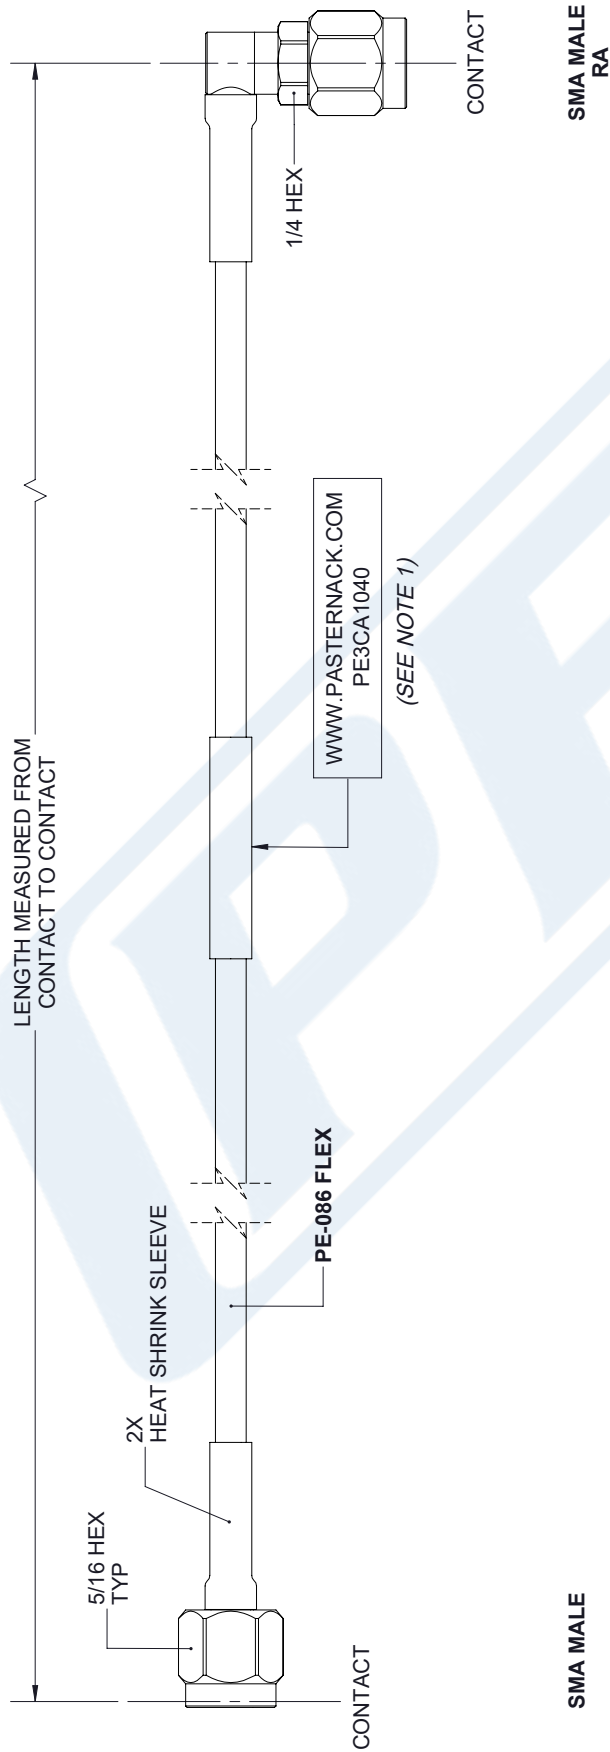 LENGTH MEASURED FROM
CONTACT TO CONTACT
5/16 HEX
TYP
2X
HEAT SHRINK SLEEVE
PE-086 FLEX
WWW.PASTERNACK.COM
PE3CA1040
(SEE NOTE 1)
1/4 HEX
CONTACT
CONTACT
SMA MALE
SMA MALE
RA